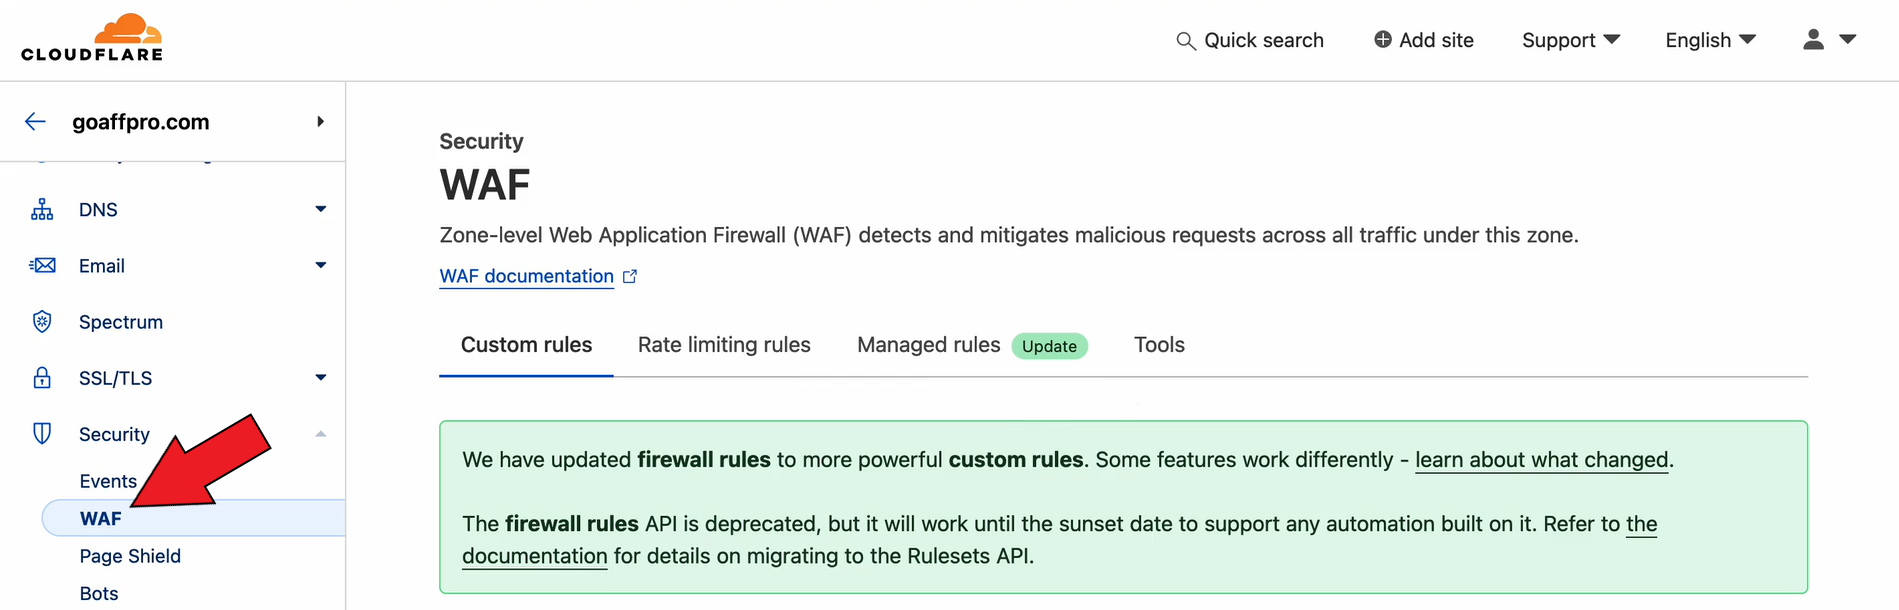 CLOUDFLARE
Quick search
Add site
Support
English
goaffpro.com
DNS
Email
Spectrum
SSL/TLS
Security
Events
WAF
Page Shield
Bots
Security
WAF
Zone-level Web Application Firewall (WAF) detects and mitigates malicious requests across all traffic under this zone.
WAF documentation
Custom rules
Rate limiting rules
Managed rules
Update
Tools
We have updated firewall rules to more powerful custom rules. Some features work differently - learn about what changed.
The firewall rules API is deprecated, but it will work until the sunset date to support any automation built on it. Refer to the
documentation for details on migrating to the Rulesets API.